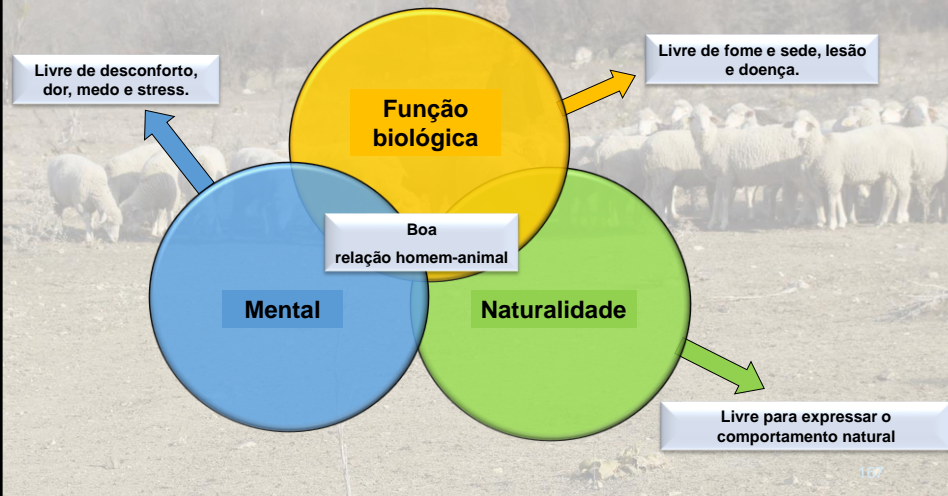 Livre de desconforto,
dor, medo e stress.
Livre de fome e sede, lesão
e doença.
Função
biológica
Boa
relação homem-animal
Mental
Naturalidade
Livre para expressar o
comportamento natural